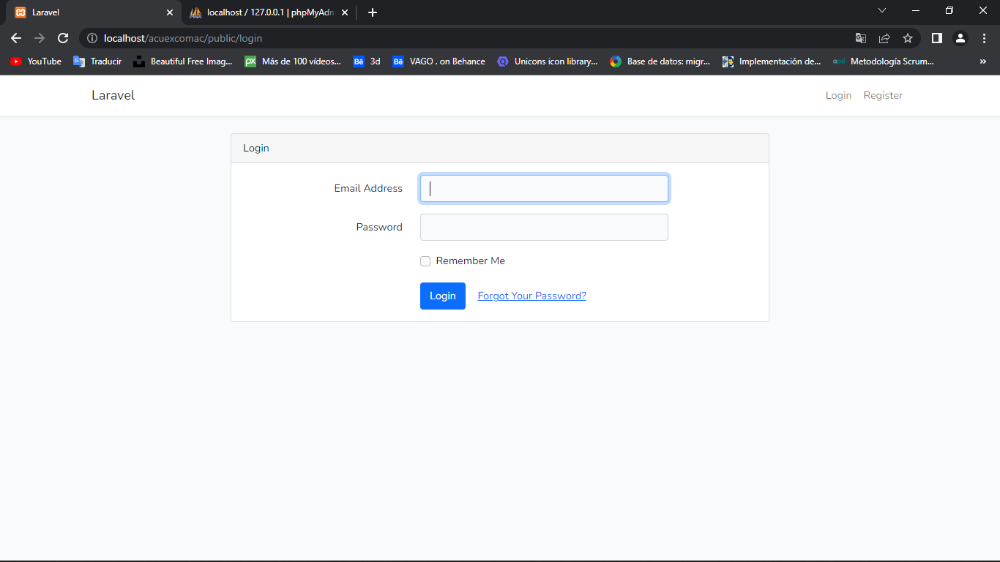 Laravel
localhost / 127.0.0.1 | phpMyAdm
localhost/acuexcomac/public/login
YouTube
Traducir
Beautiful Free Imag...
Más de 100 vídeos...
3d
VAGO . on Behance
Unicons icon library...
Base de datos: migr...
Implementación de...
Metodología Scrum...
Laravel
Login
Register
Login
Email Address
Password
Remember Me
Login
Forgot Your Password?